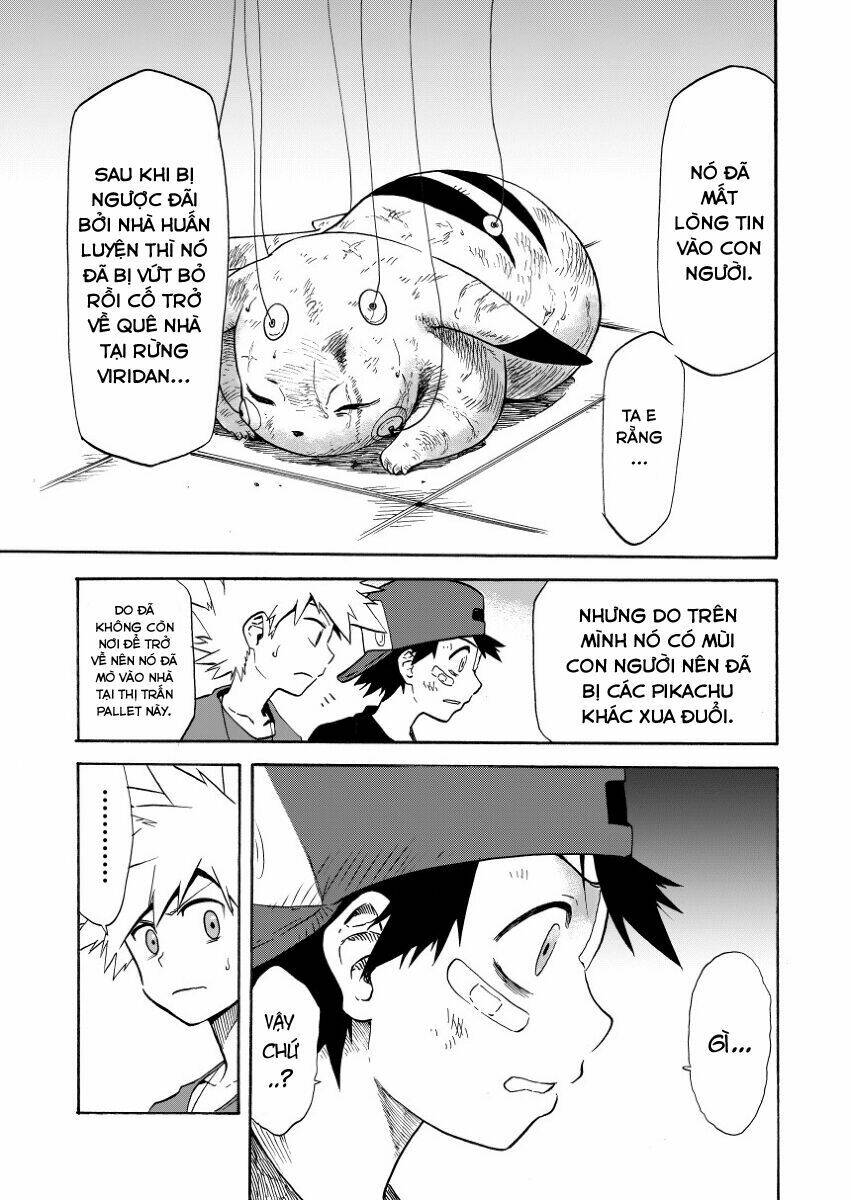 NÓ ĐÃ
MẤT
LÒNG TIN
VÀO CON
NGƯỜI.
TA E
RẰNG
...
SAU KHI BỊ
NGƯỢC ĐÃI
BỞI NHÀ HUẤN
LUYỆN THÌ NÓ
ĐÃ BỊ VỨT BỎ
RỒI CỐ TRỞ
VỀ QUÊ NHÀ
TẠI RỪNG
VIRIDAN...
NHƯNG DO TRÊN
MÌNH NÓ CÓ MÙI
CON NGƯỜI NÊN ĐÃ
BỊ CÁC PIKACHU
KHÁC XUA ĐUỔI.
DO ĐÃ
KHÔNG CÒN
NƠI ĐỂ TRỞ
VỀ NÊN NÓ ĐÃ
MÒ VÀO NHÀ
TẠI THỊ TRẤN
PALLET NÀY.
GÌ...
VẬY
CHỨ
..?
.........